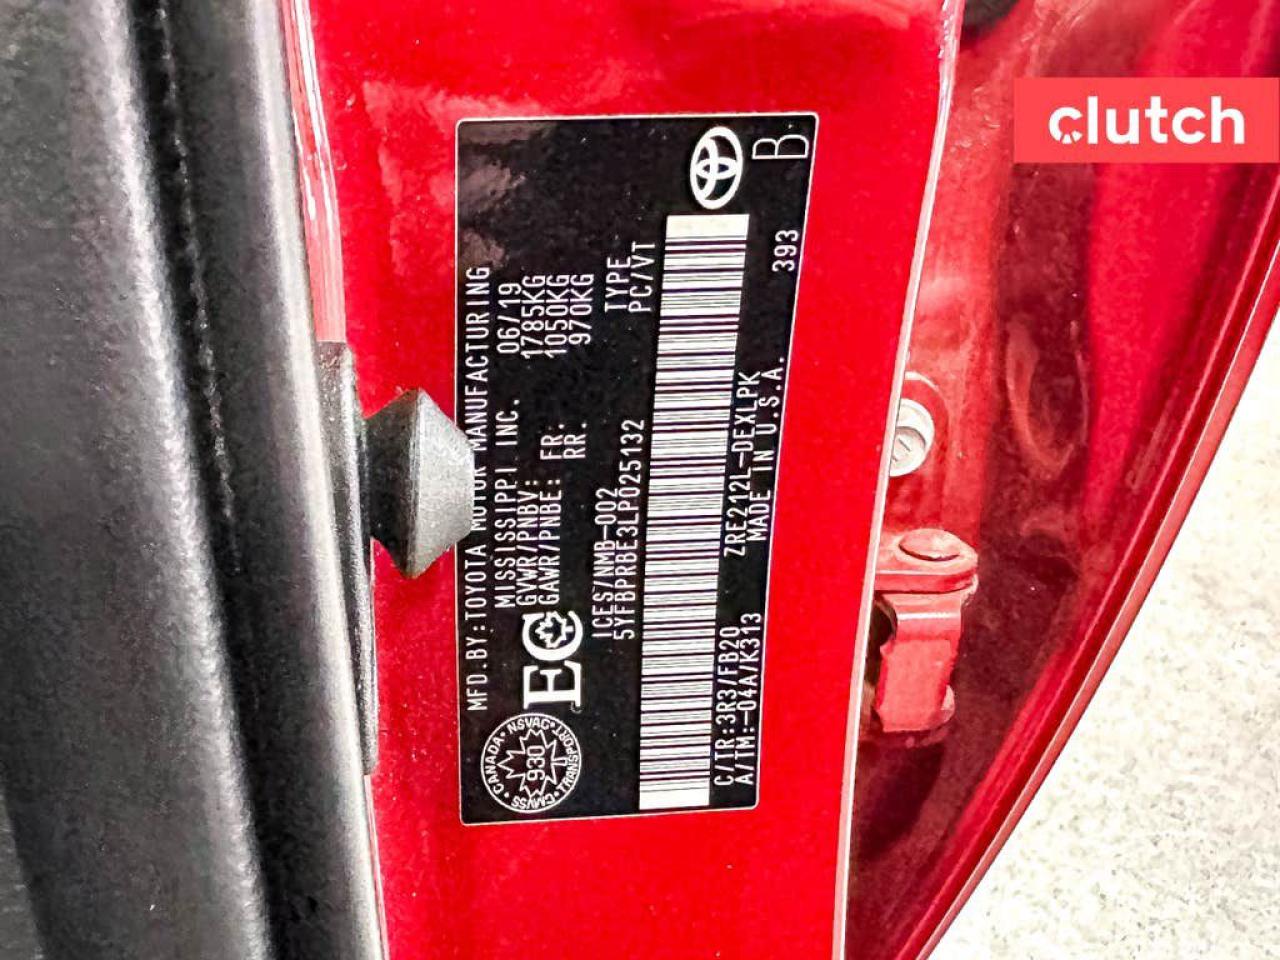 clutch
MFD.BY:TOYOTA MOTOR MANUFACTURING
MISSISSIPPI INC. 06/19
GVWR/PNBV: 1785KG
GAWR/PNBE: FR. 1050KG
RR. 970KG
ICES/NMB-002 TYPE
5YFBPRBE3LP025132 PC/VT
CANADA • NSVAC • TRANSPORT • CMVSS •
930
EC
C/TR:3R3/FB20 ZRE212L-DEXLPK
A/TM:-04A/K313 MADE IN U.S.A. 393
B